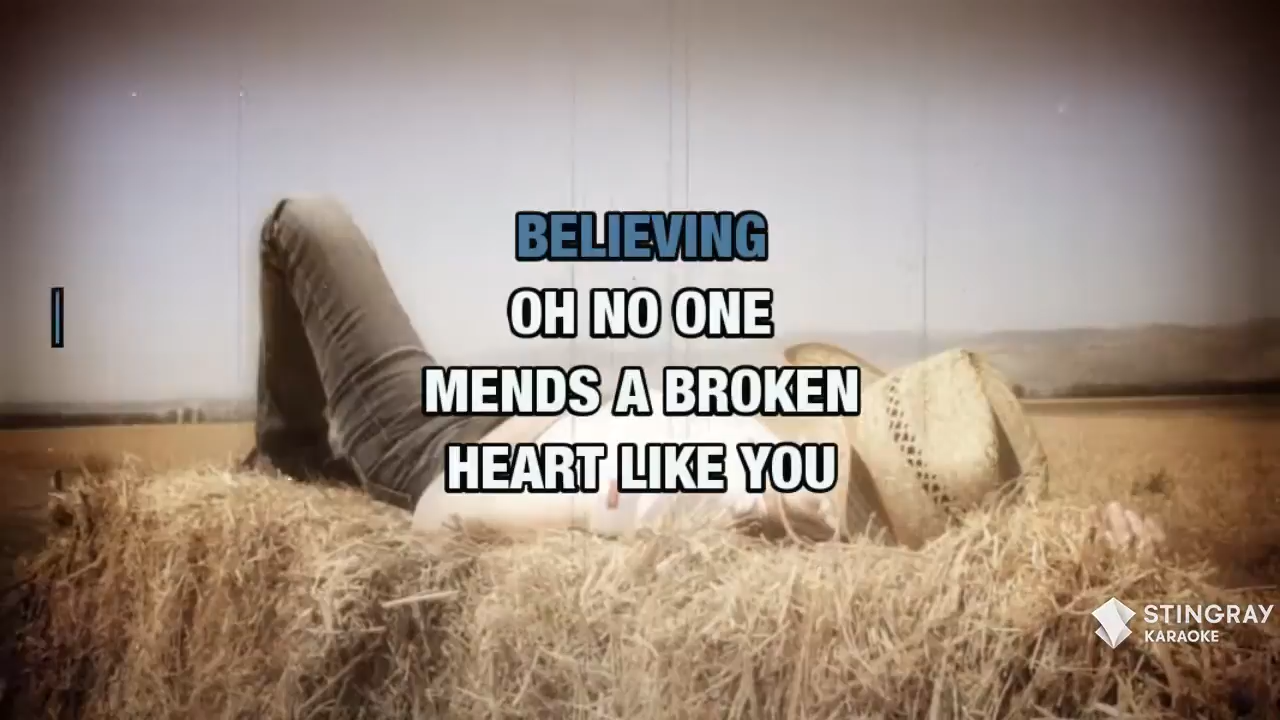 BELIEVING
OH NO ONE
MENDS A BROKEN
HEART LIKE YOU
STINGRAY
KARAOKE